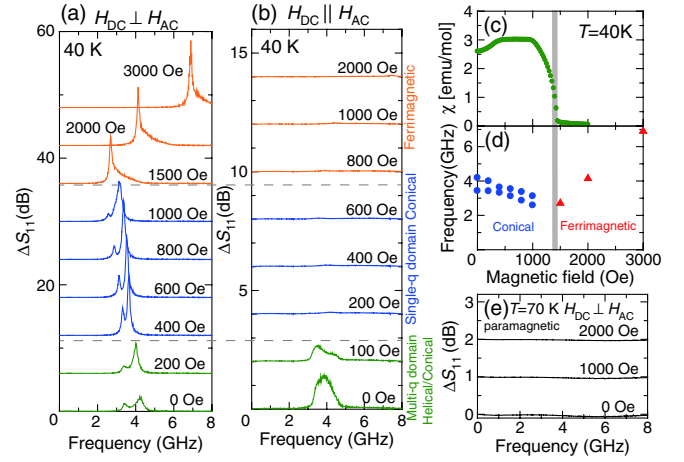 (a) H_DC ⊥ H_AC
40 K
3000 Oe
2000 Oe
1500 Oe
1000 Oe
800 Oe
600 Oe
400 Oe
200 Oe
0 Oe
60
40
20
0
ΔS11(dB)
0 2 4 6 8
Frequency (GHz)
(b) H_DC || H_AC
40 K
2000 Oe
1000 Oe
800 Oe
600 Oe
400 Oe
200 Oe
100 Oe
0 Oe
15
10
5
0
ΔS11(dB)
0 2 4 6 8
Frequency (GHz)
Ferrimagnetic
Single-q domain Conical
Multi-q domain
Helical/Conical
(c) T=40K
χ [emu/mol]
4
3
2
1
0
(d)
Frequency(GHz)
6
4
2
0
Conical
Ferrimagnetic
0 1000 2000 3000
Magnetic field (Oe)
(e) T=70 K H_DC ⊥ H_AC
paramagnetic
2000 Oe
1000 Oe
0 Oe
3
2
1
0
ΔS11 (dB)
0 2 4 6 8
Frequency (GHz)